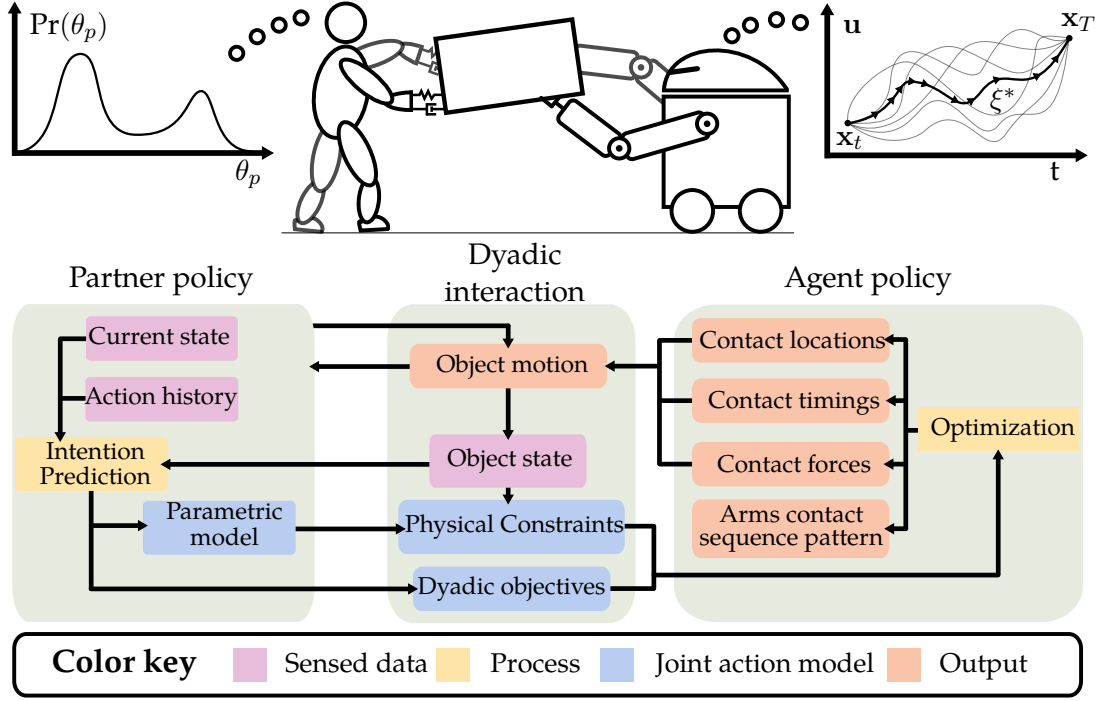 Pr(θₚ)
θₚ
u
x_T
ξ*
x_t
t
Partner policy
Dyadic
interaction
Agent policy
Current state
Action history
Intention
Prediction
Parametric
model
Object motion
Object state
Physical Constraints
Dyadic objectives
Contact locations
Contact timings
Contact forces
Arms contact
sequence pattern
Optimization
Color key
Sensed data
Process
Joint action model
Output